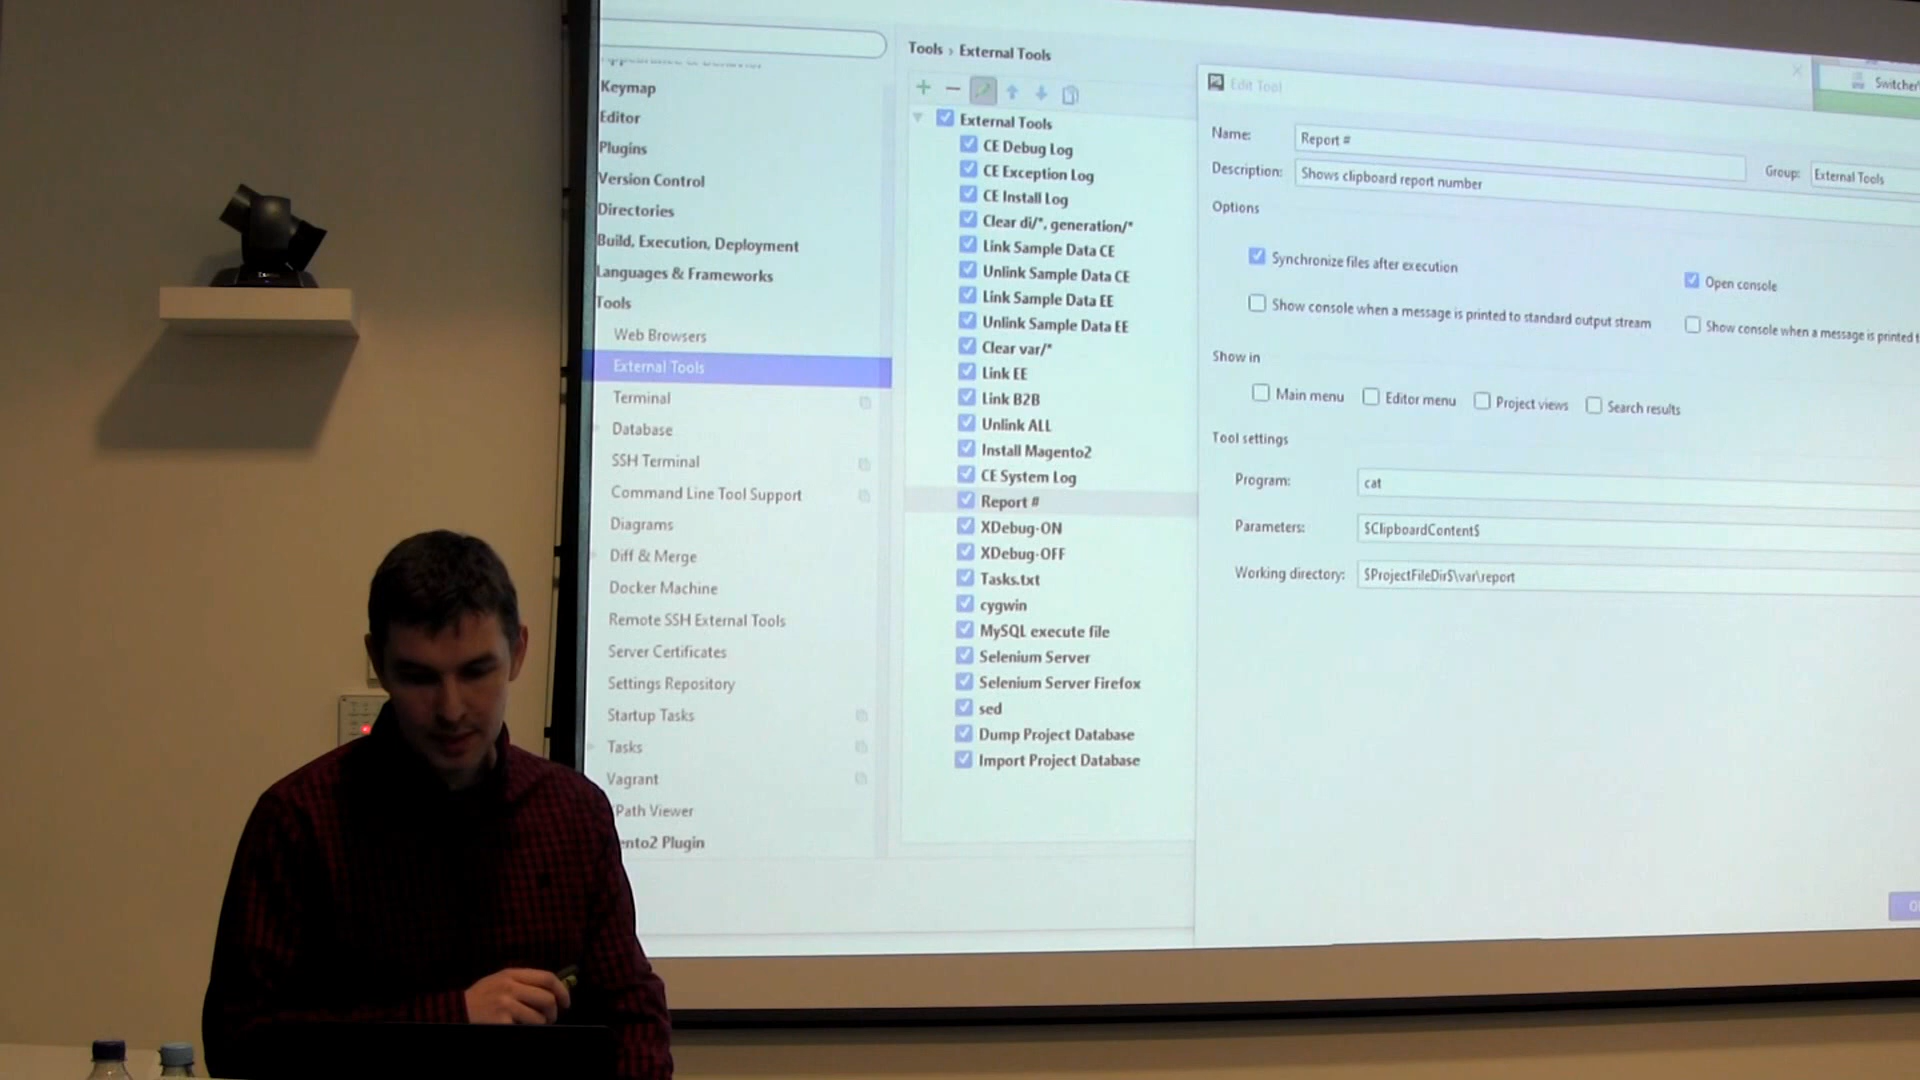 Keymap
Editor
Plugins
Version Control
Directories
Build, Execution, Deployment
Languages & Frameworks
Tools
Web Browsers
External Tools
Terminal
Database
SSH Terminal
Command Line Tool Support
Diagrams
Diff & Merge
Docker Machine
Remote SSH External Tools
Server Certificates
Settings Repository
Startup Tasks
Tasks
Vagrant
Path Viewer
ento2 Plugin
Tools › External Tools
External Tools
CE Debug Log
CE Exception Log
CE Install Log
Clear di/*, generation/*
Link Sample Data CE
Unlink Sample Data CE
Link Sample Data EE
Unlink Sample Data EE
Clear var/*
Link EE
Link B2B
Unlink ALL
Install Magento2
CE System Log
Report #
XDebug-ON
XDebug-OFF
Tasks.txt
cygwin
MySQL execute file
Selenium Server
Selenium Server Firefox
sed
Dump Project Database
Import Project Database
Edit Tool
Name: Report #
Group: External Tools
Description: Shows clipboard report number
Options
Synchronize files after execution
Open console
Show console when a message is printed to standard output stream
Show console when a message is printed t
Show in
Main menu Editor menu Project views Search results
Tool settings
Program: cat
Parameters: $ClipboardContent$
Working directory: $ProjectFileDir$\var\report
Switcher